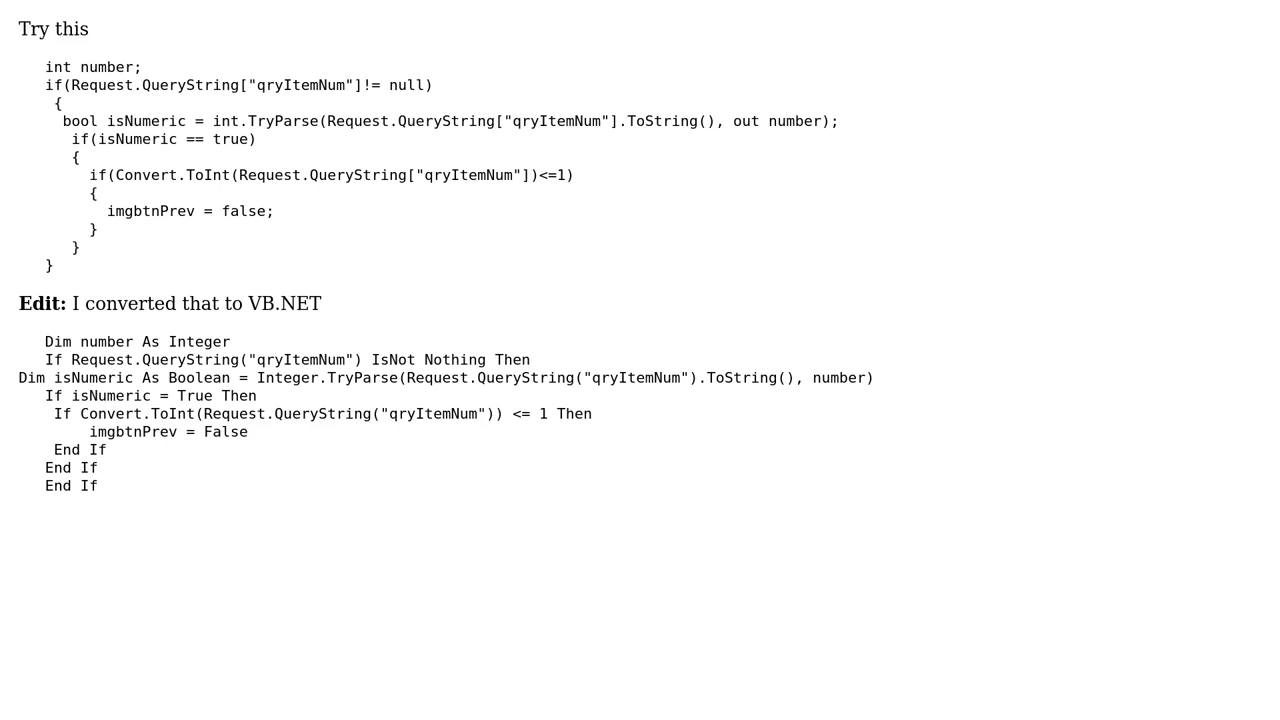 Try this
int number;
if(Request.QueryString["qryItemNum"]!= null)
{
bool isNumeric = int.TryParse(Request.QueryString["qryItemNum"].ToString(), out number);
if(isNumeric == true)
{
if(Convert.ToInt(Request.QueryString["qryItemNum"])<=1)
{
imgbtnPrev = false;
}
}
}
Edit: I converted that to VB.NET
Dim number As Integer
If Request.QueryString("qryItemNum") IsNot Nothing Then
Dim isNumeric As Boolean = Integer.TryParse(Request.QueryString("qryItemNum").ToString(), number)
If isNumeric = True Then
If Convert.ToInt(Request.QueryString("qryItemNum")) <= 1 Then
imgbtnPrev = False
End If
End If
End If